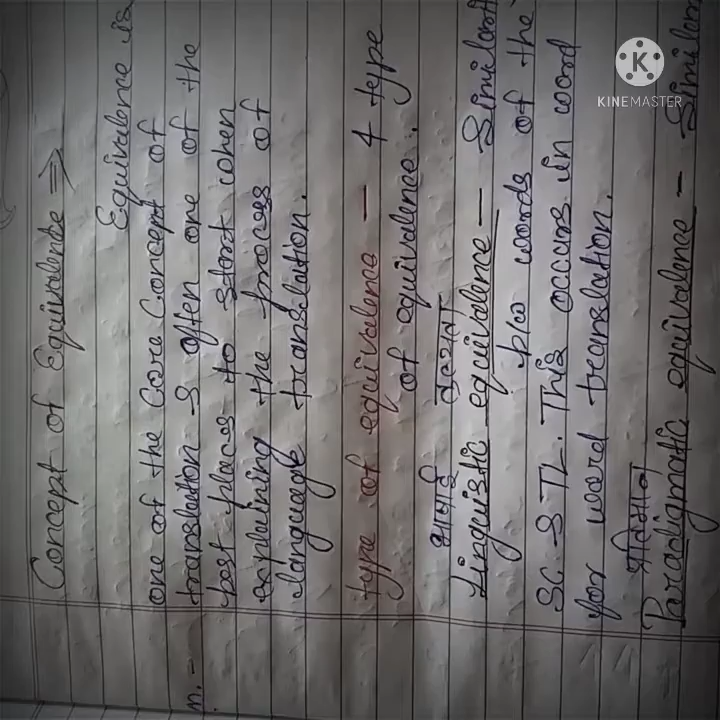 Concept of Equivalence ⇒
Equivalence is
one of the Core Concept of
translation & often one of the
best places to start when
explaining the process of
language translation.
type of equivalence — 4 type
of equivalence.
भाषाई
Linguistic equivalence — Similari
b/w words of the
SL & TL. This occurs in word
for word translation.
Paradigmatic equivalence — Similari
n. –
KINEMASTER